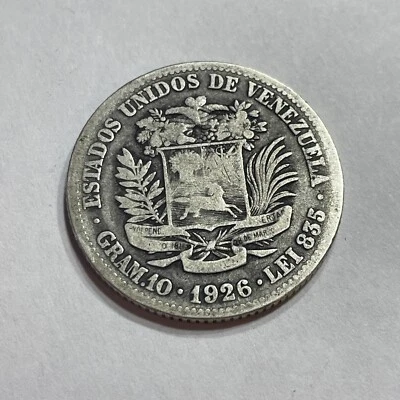 ESTADOS UNIDOS DE VENEZUELA
GRAM.10 · 1926 · LEI 835